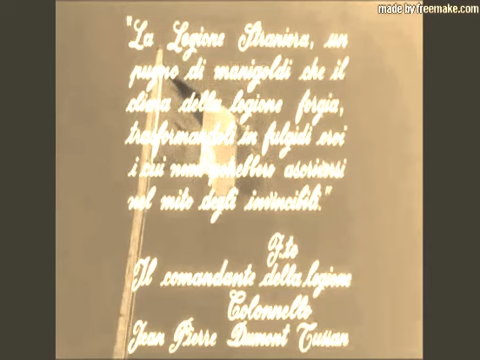 made by freemake.com
"La Legione Straniera, un
pugno di manigoldi che il
clima della legione forgia,
trasformandoli in fulgidi eroi
i cui nomi potrebbero ascriversi
nel mito degli invincibili."
F.to
Il comandante della legione
Colonnello
Jean Pierre Dumont Tussan